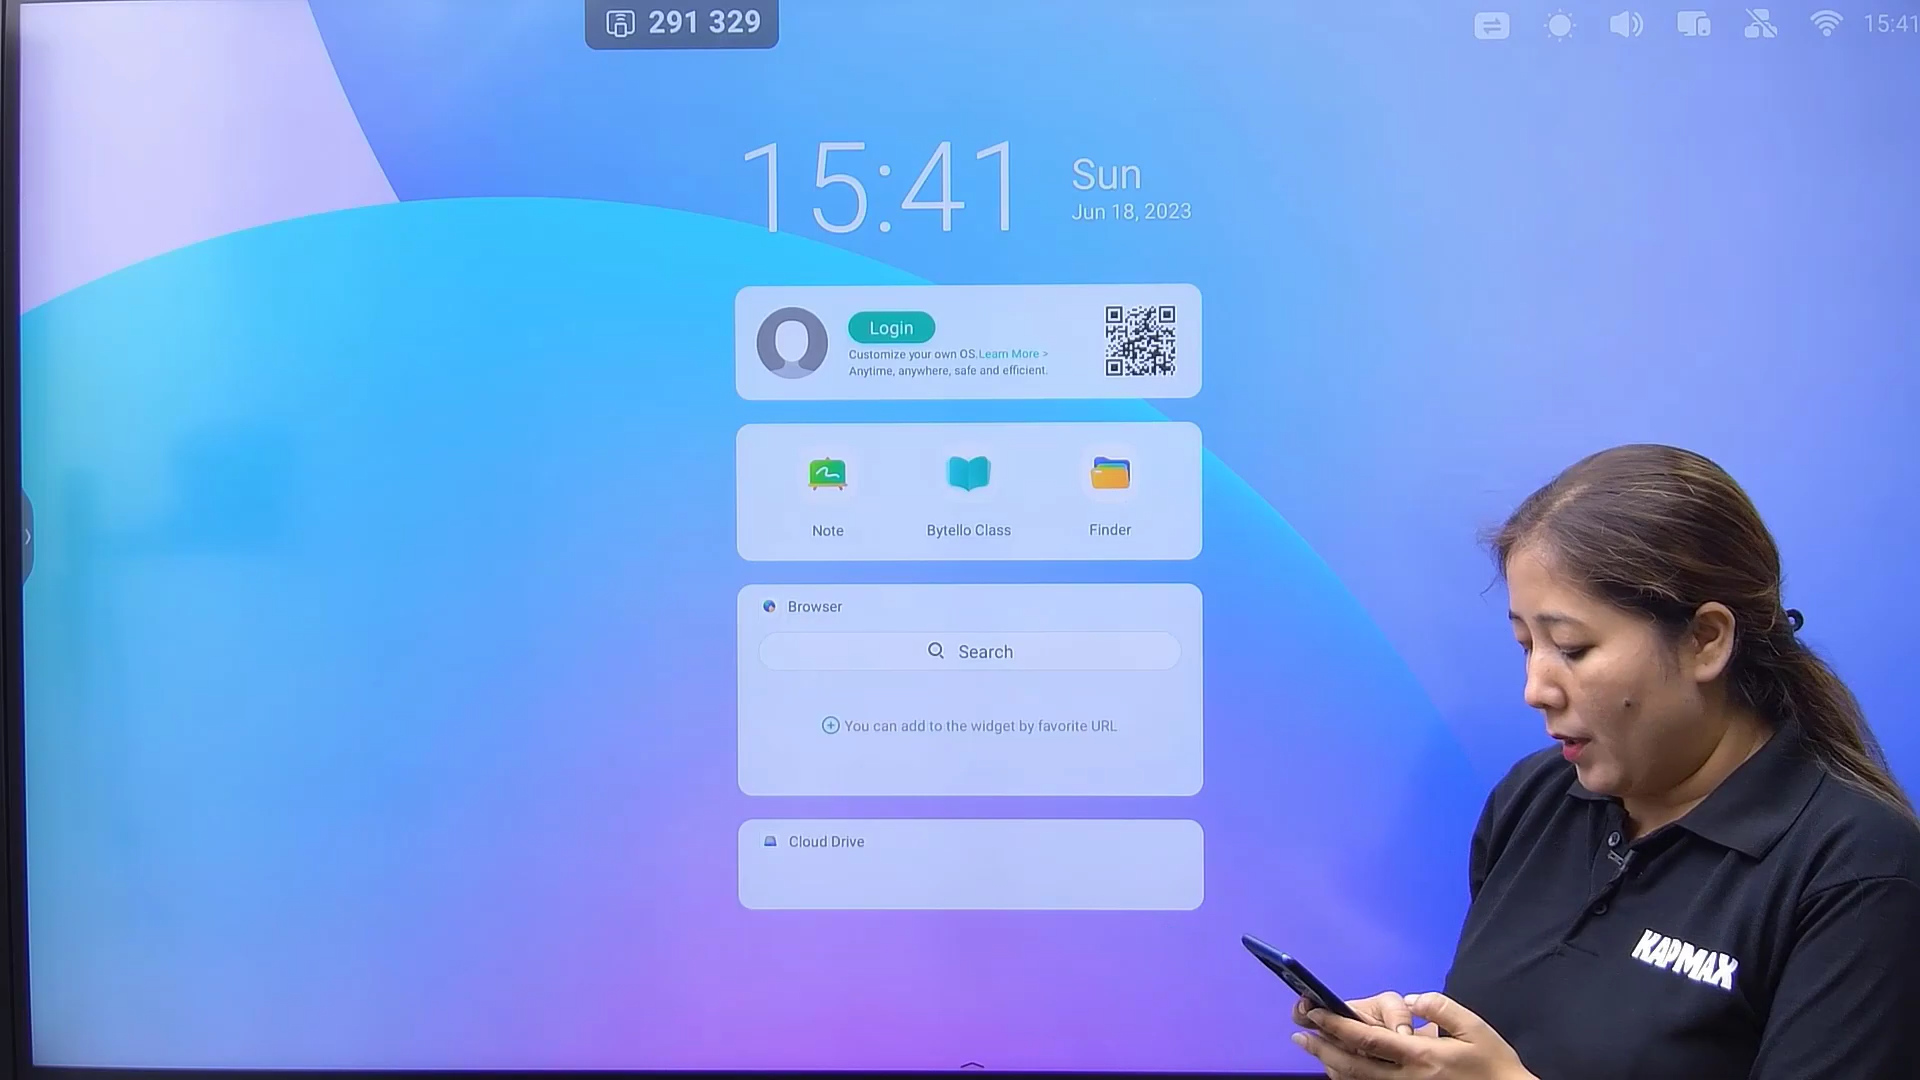 291 329
15:41
15:41
Sun
Jun 18, 2023
Login
Customize your own OS.Learn More >
Anytime, anywhere, safe and efficient.
Note
Bytello Class
Finder
Browser
Search
You can add to the widget by favorite URL
Cloud Drive
KAPMAX